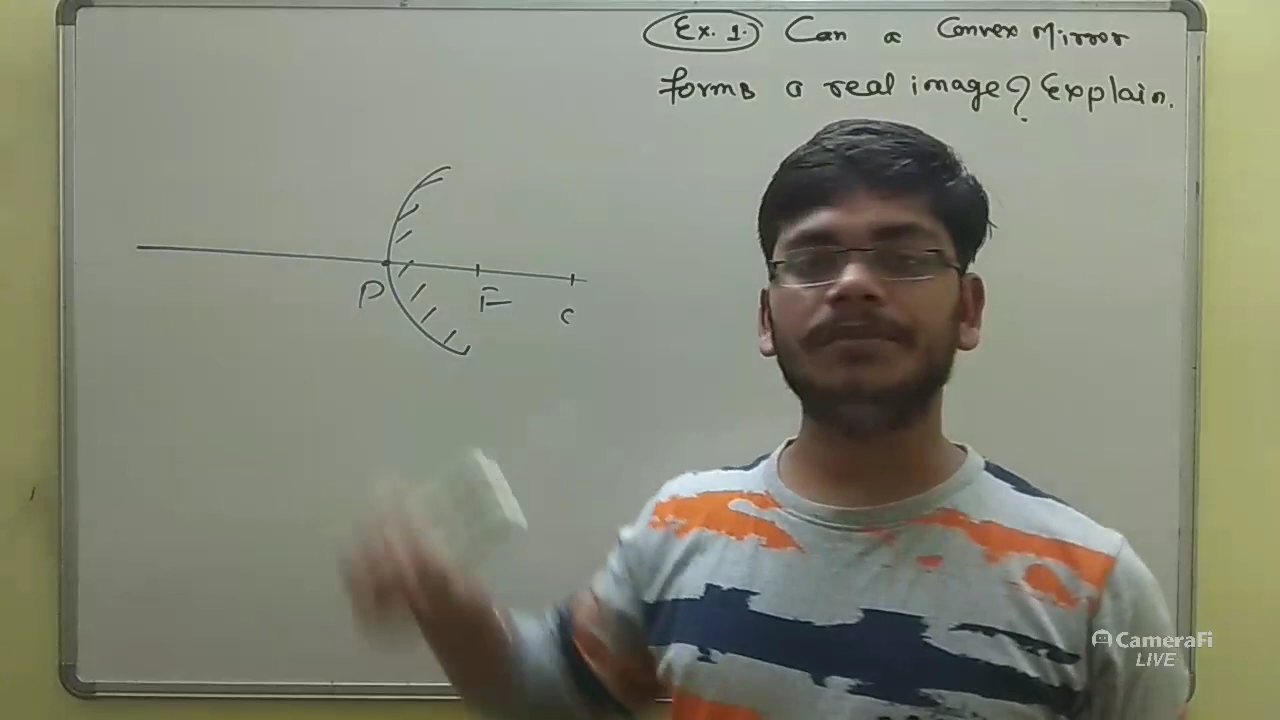 Ex. 1. Can a Convex Mirror
forms a real image? Explain.
P
F
C
CameraFi
LIVE